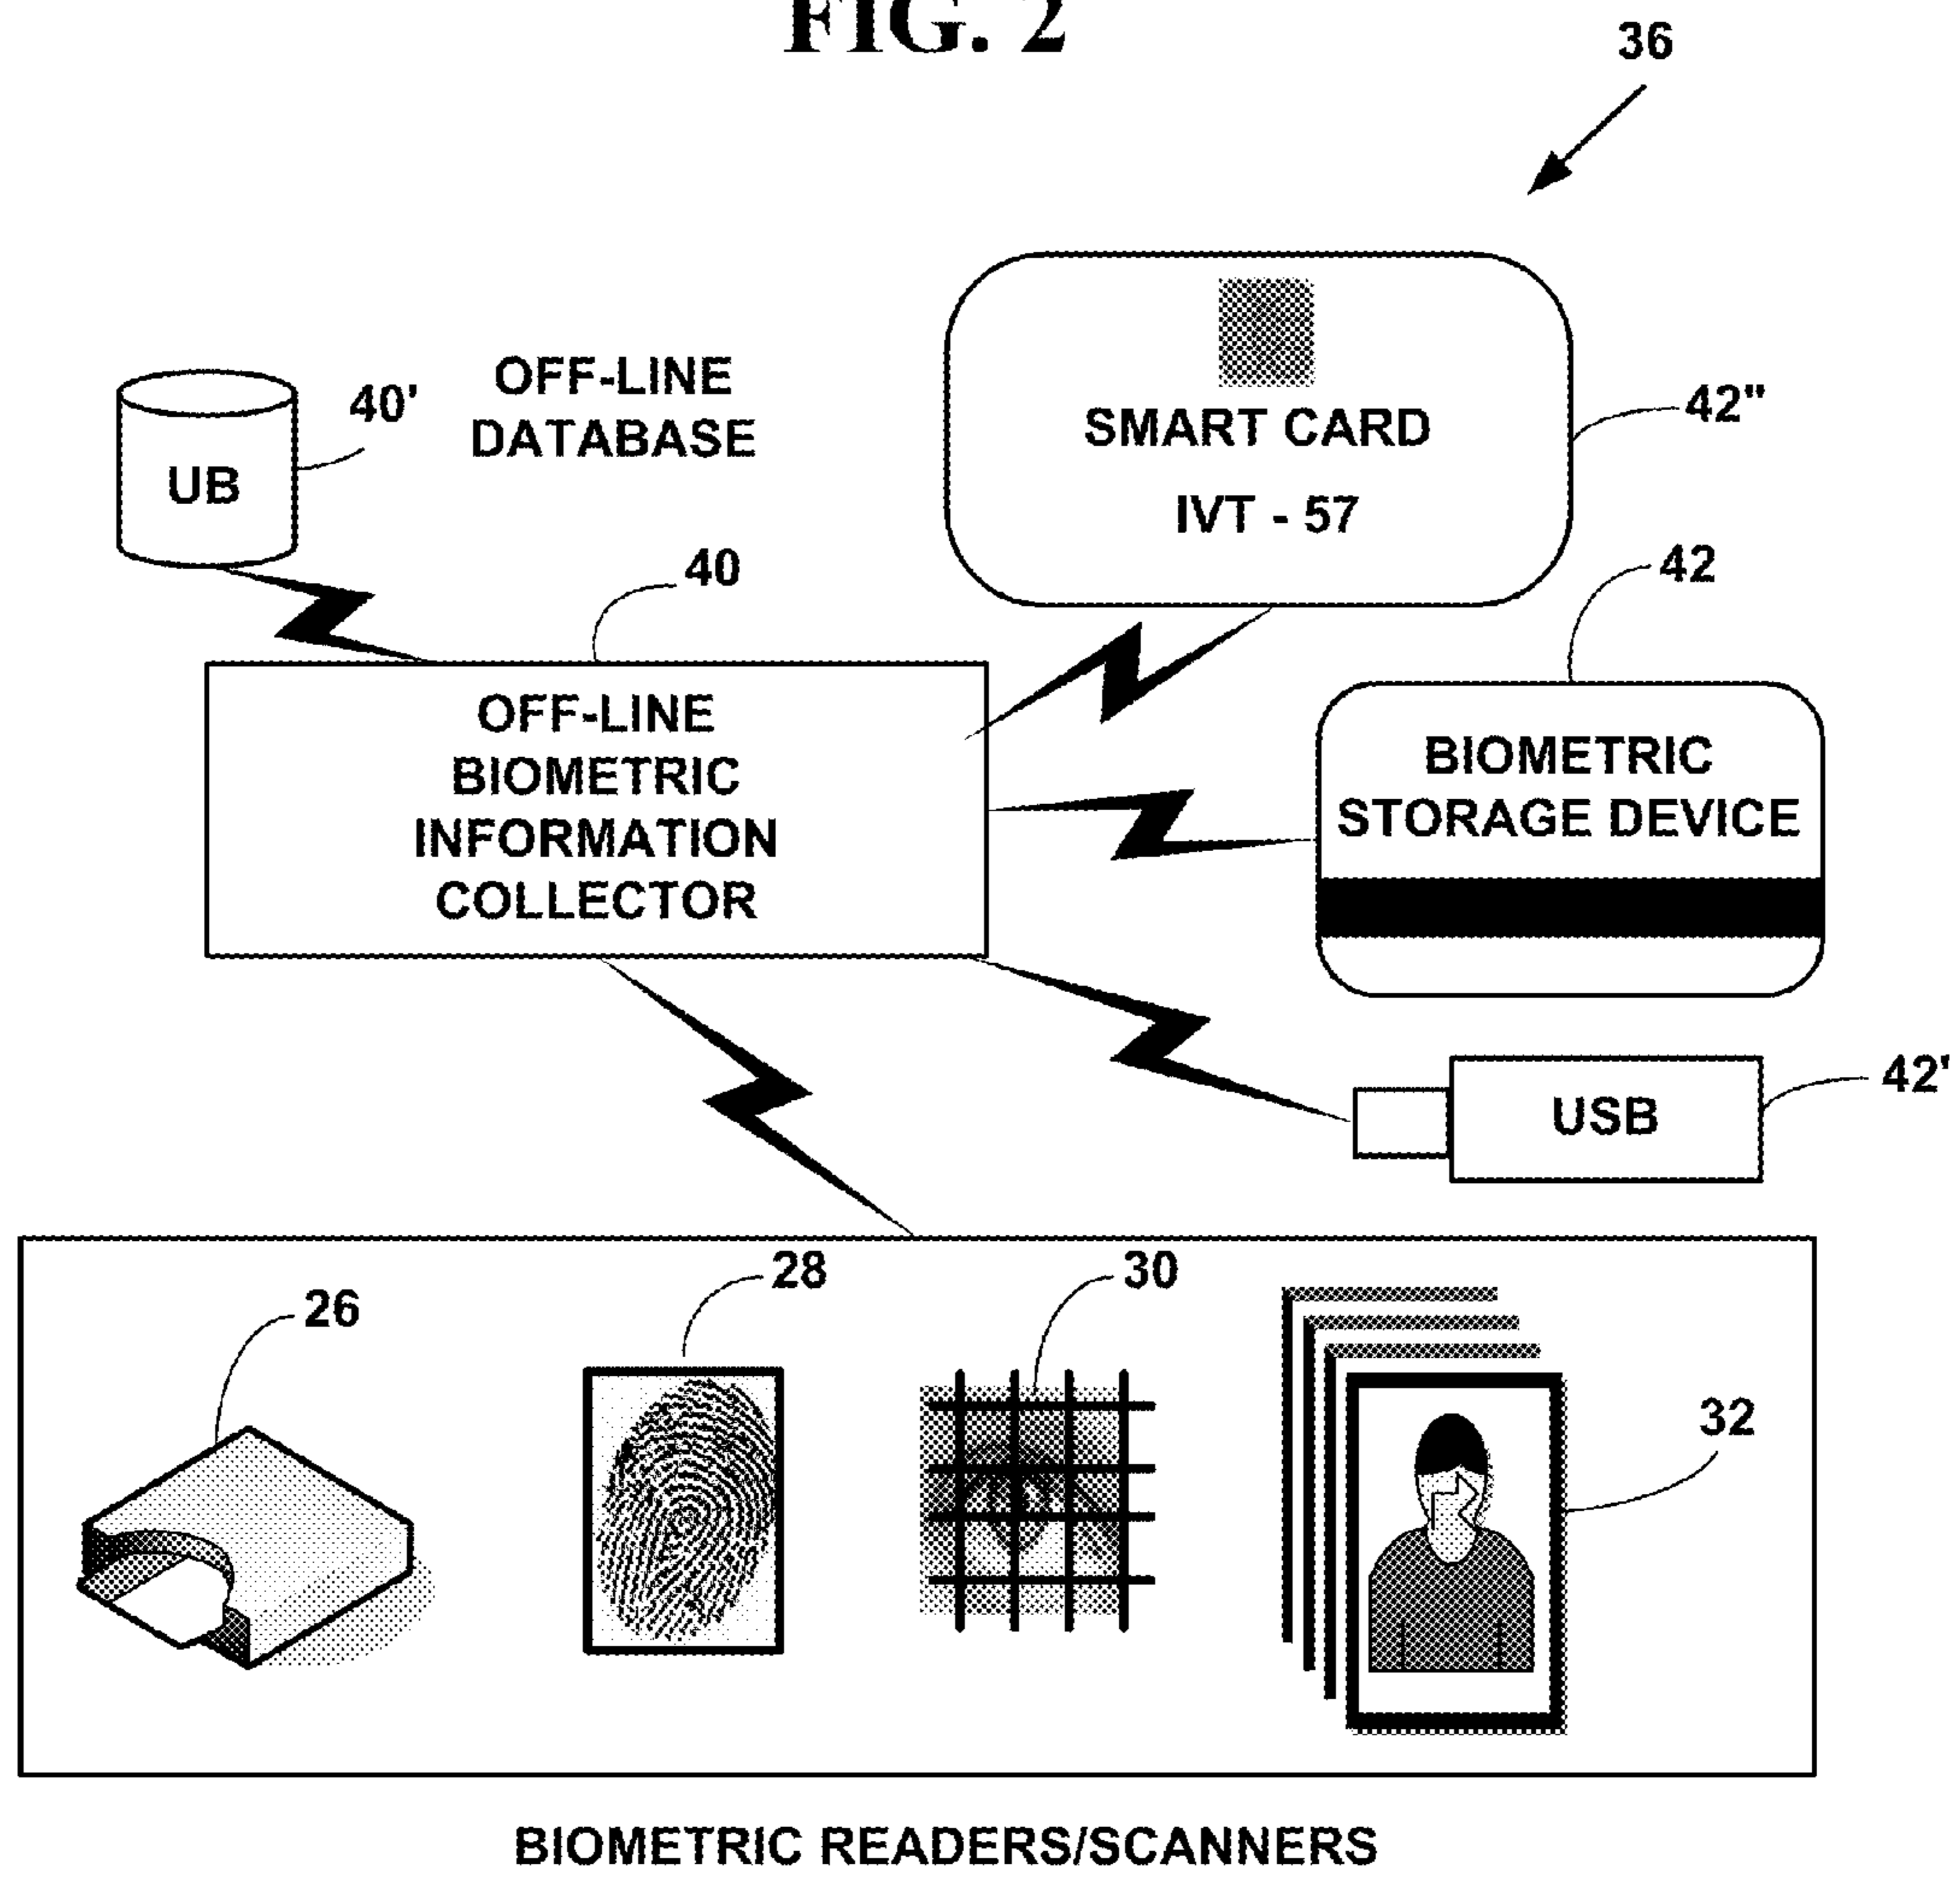 FIG. 2
36
OFF-LINE
DATABASE
40'
UB
SMART CARD
IVT - 57
42"
40
42
OFF-LINE
BIOMETRIC
INFORMATION
COLLECTOR
BIOMETRIC
STORAGE DEVICE
USB
42'
26
28
30
32
BIOMETRIC READERS/SCANNERS